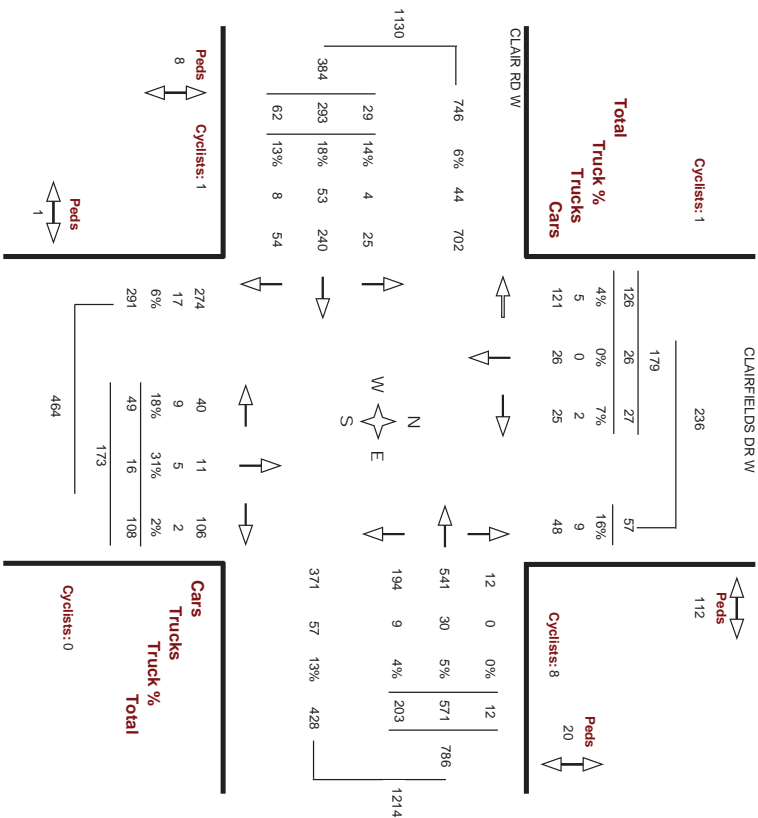 CLAIRFIELDS DR W
Cyclists: 1
236
Peds
112
179
Total 126 26 27 57
Truck % 4% 0% 7% 16%
Trucks 5 0 2 9
Cars 121 26 25 48
Cyclists: 8
Peds
20
CLAIR RD W
746 6% 44 702
1130
384
29 14% 4 25
293 18% 53 240
62 13% 8 54
N
W E
S
12 0 0% 12
541 30 5% 571
194 9 4% 203
786
371 57 13% 428
1214
Peds
8
Cyclists: 1
Peds
1
274 40 11 106 Cars
17 9 5 2 Trucks
6% 18% 31% 2% Truck %
291 49 16 108 Total
173
464
Cyclists: 0